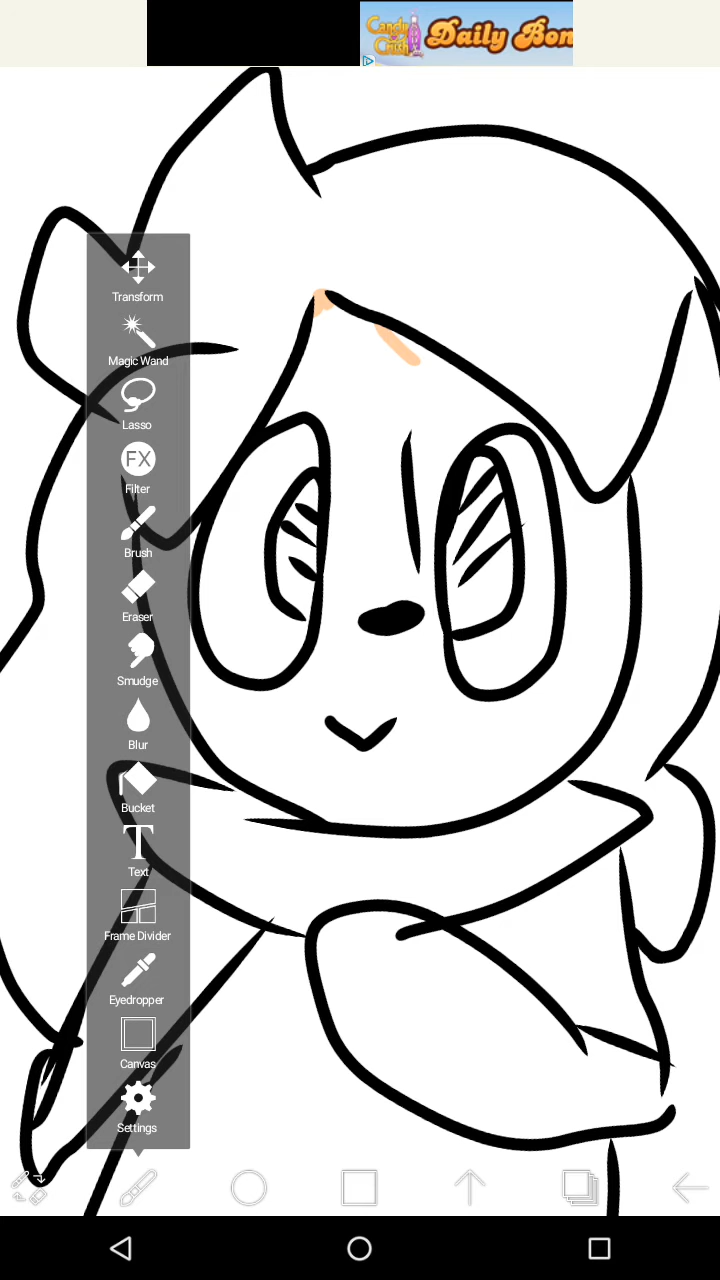 Candy
Crush
Daily Bon
Transform
Magic Wand
Lasso
FX
Filter
Brush
Eraser
Smudge
Blur
Bucket
T
Text
Frame Divider
Eyedropper
Canvas
Settings